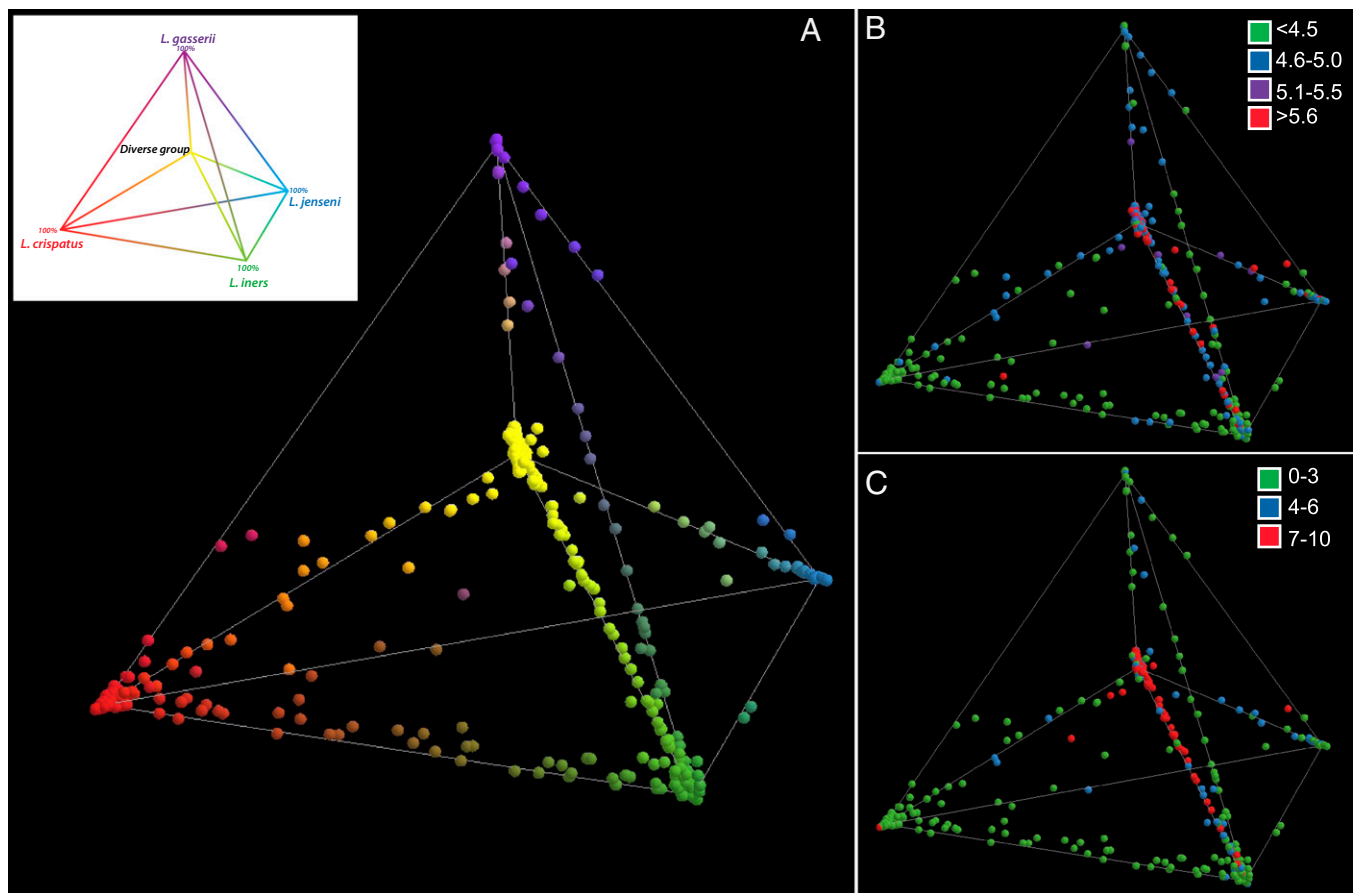 L. gasserii
100%
Diverse group
100%
L. jenseni
100%
L. crispatus
100%
L. iners
A
B
<4.5
4.6-5.0
5.1-5.5
>5.6
C
0-3
4-6
7-10